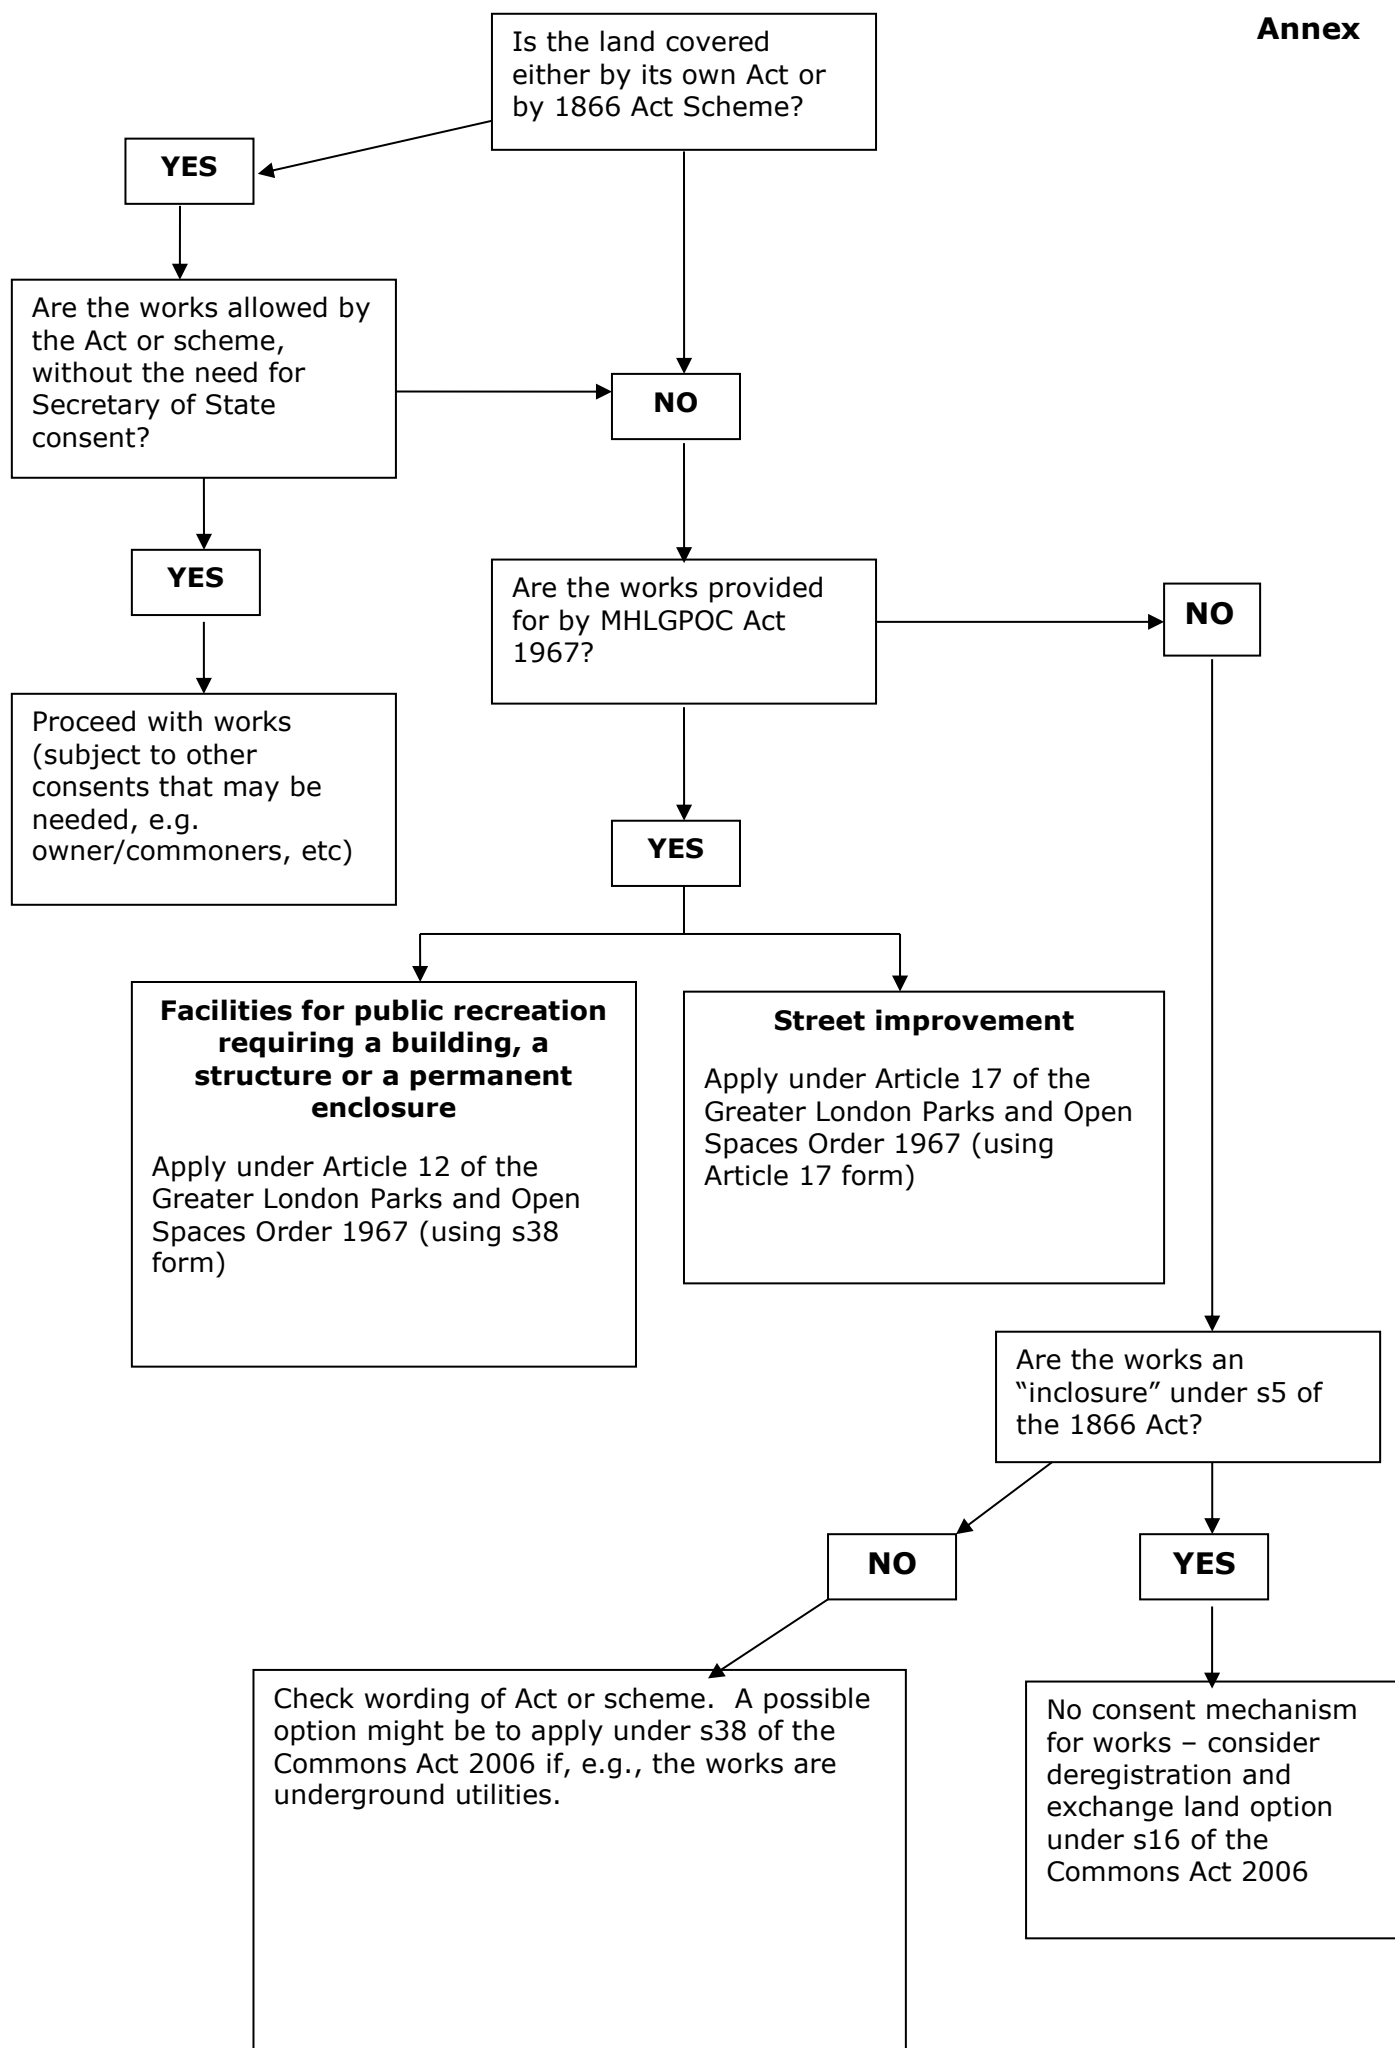 Annex
Is the land covered
either by its own Act or
by 1866 Act Scheme?
YES
Are the works allowed by
the Act or scheme,
without the need for
Secretary of State
consent?
NO
YES
Are the works provided
for by MHLGPOC Act
1967?
NO
Proceed with works
(subject to other
consents that may be
needed, e.g.
owner/commoners, etc)
YES
Facilities for public recreation
requiring a building, a
structure or a permanent
enclosure
Apply under Article 12 of the
Greater London Parks and Open
Spaces Order 1967 (using s38
form)
Street improvement
Apply under Article 17 of the
Greater London Parks and Open
Spaces Order 1967 (using
Article 17 form)
Are the works an
“inclosure” under s5 of
the 1866 Act?
NO
YES
Check wording of Act or scheme.  A possible
option might be to apply under s38 of the
Commons Act 2006 if, e.g., the works are
underground utilities.
No consent mechanism
for works – consider
deregistration and
exchange land option
under s16 of the
Commons Act 2006